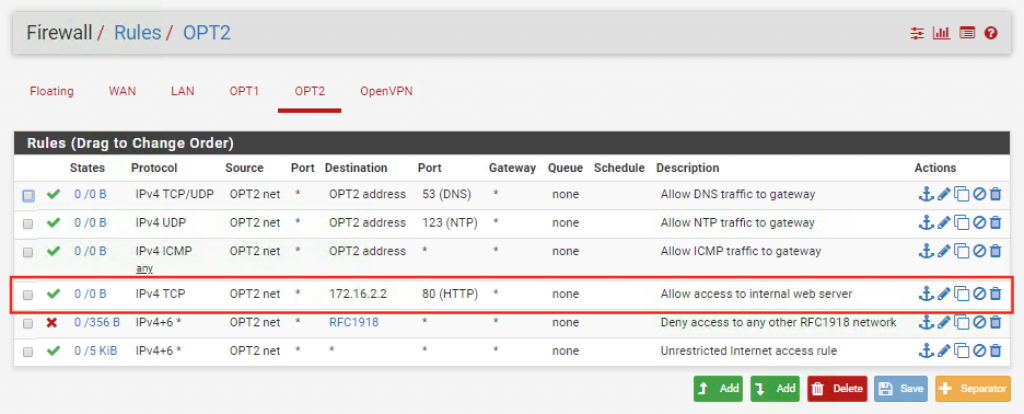 Firewall / Rules / OPT2
Floating WAN LAN OPT1 OPT2 OpenVPN
Rules (Drag to Change Order)
States Protocol Source Port Destination Port Gateway Queue Schedule Description Actions
0 /0 B IPv4 TCP/UDP OPT2 net * OPT2 address 53 (DNS) * none Allow DNS traffic to gateway
0 /0 B IPv4 UDP OPT2 net * OPT2 address 123 (NTP) * none Allow NTP traffic to gateway
0 /0 B IPv4 ICMP OPT2 net * OPT2 address * * none Allow ICMP traffic to gateway
any
0 /0 B IPv4 TCP OPT2 net * 172.16.2.2 80 (HTTP) * none Allow access to internal web server
0 /356 B IPv4+6 * OPT2 net * RFC1918 * * none Deny access to any other RFC1918 network
0 /5 KiB IPv4+6 * OPT2 net * * * * none Unrestricted Internet access rule
Add Add Delete Save Separator